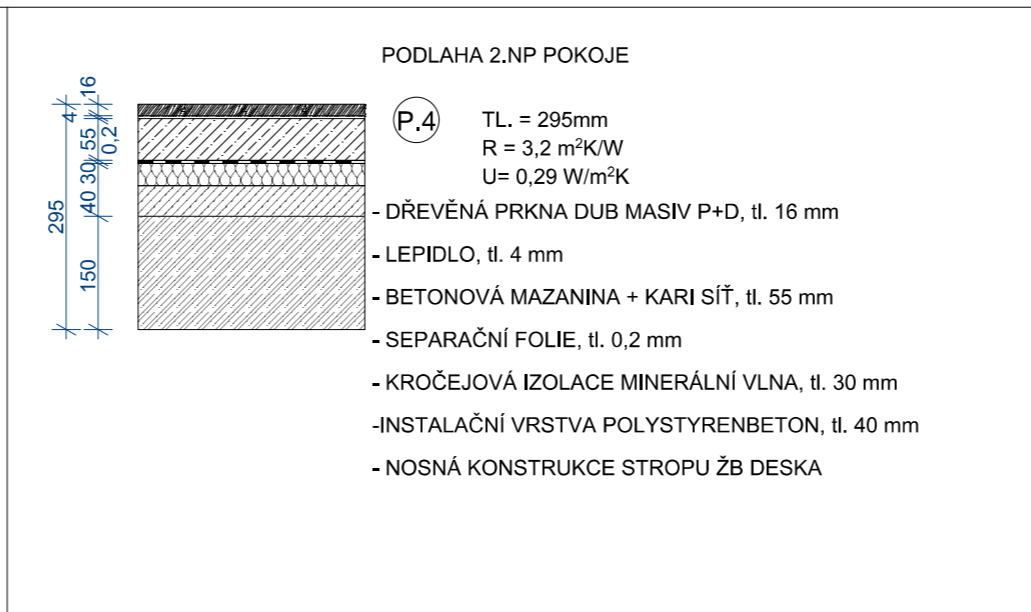 PODLAHA 2.NP POKOJE
P.4
TL. = 295mm
R = 3,2 m²K/W
U= 0,29 W/m²K
- DŘEVĚNÁ PRKNA DUB MASIV P+D, tl. 16 mm
- LEPIDLO, tl. 4 mm
- BETONOVÁ MAZANINA + KARI SÍŤ, tl. 55 mm
- SEPARAČNÍ FOLIE, tl. 0,2 mm
- KROČEJOVÁ IZOLACE MINERÁLNÍ VLNA, tl. 30 mm
-INSTALAČNÍ VRSTVA POLYSTYRENBETON, tl. 40 mm
- NOSNÁ KONSTRUKCE STROPU ŽB DESKA
16
4
55
0,2
30
40
150
295